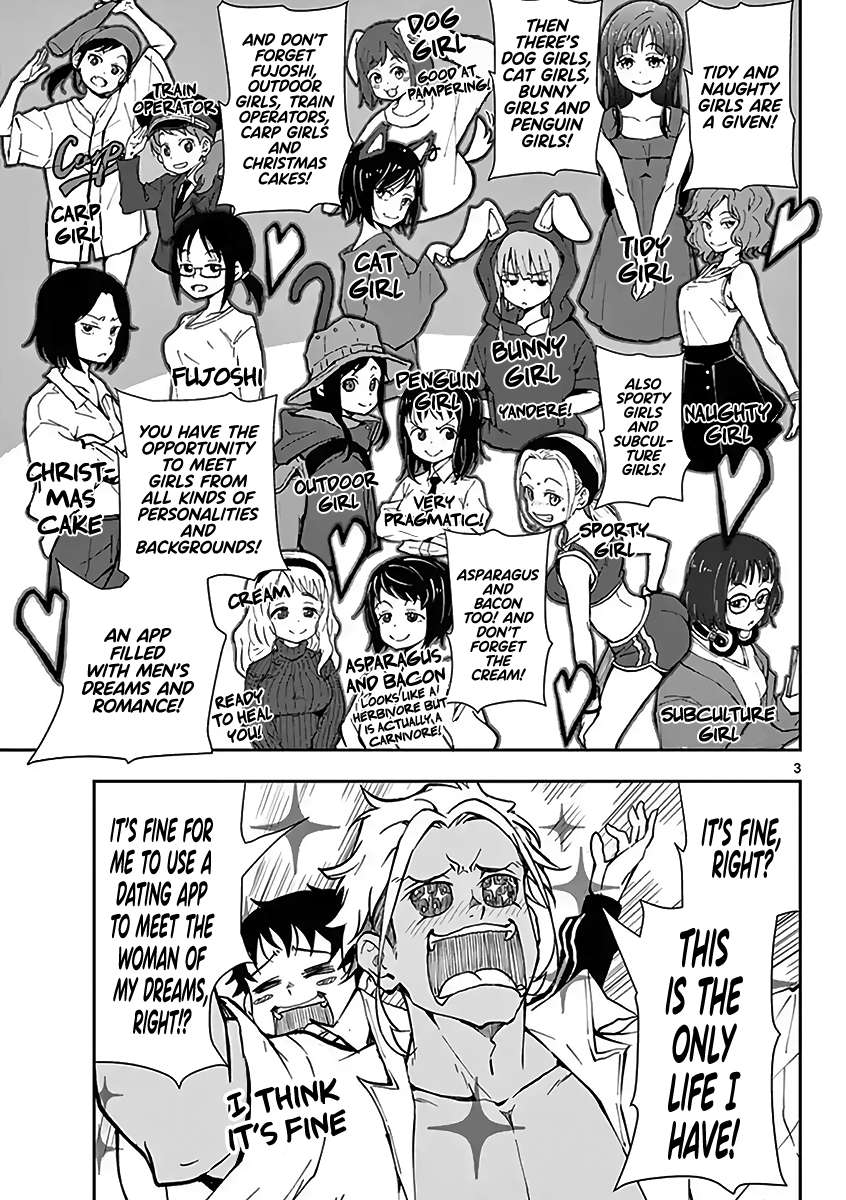 TIDY AND
NAUGHTY
GIRLS ARE
A GIVEN!
TIDY
GIRL
NAUGHTY
GIRL
THEN
THERE'S
DOG GIRLS,
CAT GIRLS,
BUNNY
GIRLS AND
PENGUIN
GIRLS!
DOG
GIRL
GOOD AT
PAMPERING!
CAT
GIRL
BUNNY
GIRL
YANDERE!
PENGUIN
GIRL
VERY
PRAGMATIC!
AND DON'T
FORGET
FUJOSHI,
OUTDOOR
GIRLS, TRAIN
OPERATORS,
CARP GIRLS
AND
CHRISTMAS
CAKES!
TRAIN
OPERATOR
Carp
CARP
GIRL
FUJOSHI
OUTDOOR
GIRL
CHRIST-
MAS
CAKE
ALSO
SPORTY
GIRLS
AND
SUBCUL-
TURE
GIRLS!
SPORTY
GIRL
SUBCULTURE
GIRL
ASPARAGUS
AND
BACON
TOO! AND
DON'T
FORGET
THE
CREAM!
ASPARAGUS
AND BACON
LOOKS LIKE A
HERBIVORE BUT
IS ACTUALLY A
CARNIVORE!
CREAM
READY
TO HEAL
YOU!
YOU HAVE THE
OPPORTUNITY
TO MEET
GIRLS FROM
ALL KINDS OF
PERSONALITIES
AND
BACKGROUNDS!
AN APP
FILLED
WITH MEN'S
DREAMS AND
ROMANCE!
3
IT'S FINE,
RIGHT?
THIS
IS THE
ONLY
LIFE I
HAVE!
IT'S FINE FOR
ME TO USE A
DATING APP
TO MEET THE
WOMAN OF
MY DREAMS,
RIGHT!?
I THINK
IT'S FINE